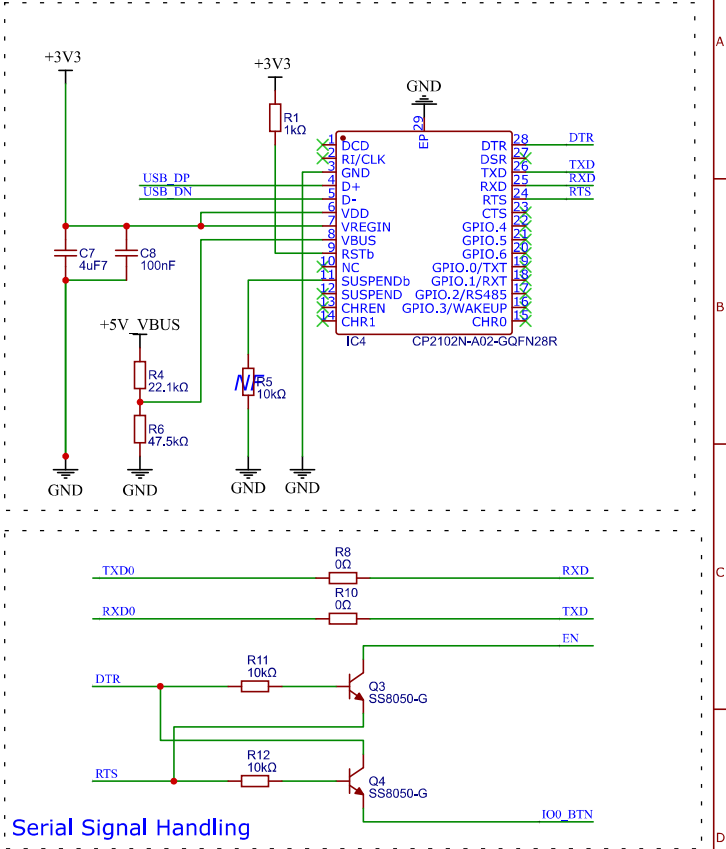 A
+3V3
+3V3
GND
R1
1kΩ
29
EP
1 DCD DTR 28 DTR
2 RI/CLK DSR 27
3 GND TXD 26 TXD
USB_DP 4 D+ RXD 25 RXD
USB_DN 5 D- RTS 24 RTS
6 VDD CTS 23
7 VREGIN GPIO.4 22
8 VBUS GPIO.5 21
9 RSTb GPIO.6 20
10 NC GPIO.0/TXT 19
11 SUSPENDb GPIO.1/RXT 18
12 SUSPEND GPIO.2/RS485 17
13 CHREN GPIO.3/WAKEUP 16
14 CHR1 CHR0 15
IC4 CP2102N-A02-GQFN28R
C7
4uF7
C8
100nF
B
+5V_VBUS
R4
22.1kΩ
NF
R5
10kΩ
R6
47.5kΩ
GND GND GND GND
C
TXD0 R8 RXD
0Ω
RXD0 R10 TXD
0Ω
EN
DTR R11
10kΩ
Q3
SS8050-G
RTS R12
10kΩ
Q4
SS8050-G
IO0_BTN
Serial Signal Handling
D